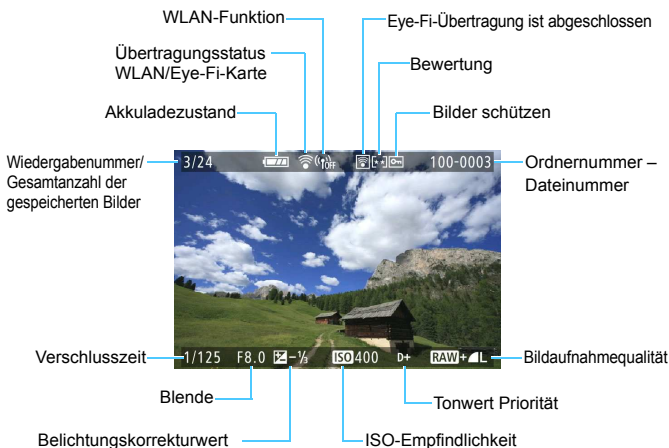 WLAN-Funktion
Eye-Fi-Übertragung ist abgeschlossen
Übertragungsstatus
WLAN/Eye-Fi-Karte
Bewertung
Akkuladezustand
Bilder schützen
Wiedergabenummer/
Gesamtanzahl der
gespeicherten Bilder
3/24
OFF
100-0003
Ordnernummer –
Dateinummer
Verschlusszeit
1/125 F8.0 -⅓ ISO 400 D+ RAW+L
Bildaufnahmequalität
Blende
Tonwert Priorität
Belichtungskorrekturwert
ISO-Empfindlichkeit